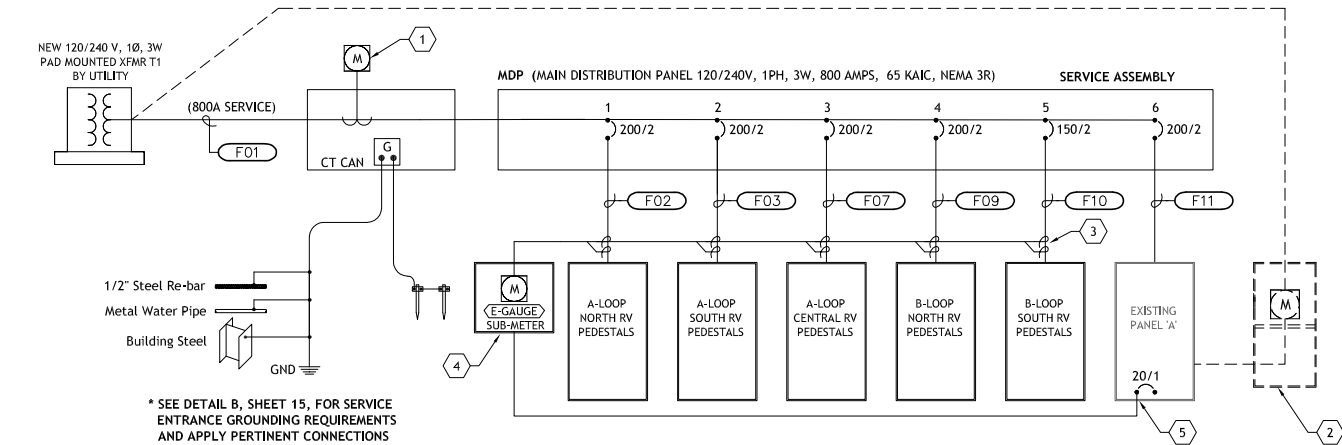 NEW 120/240 V, 1Ø, 3W
PAD MOUNTED XFMR T1
BY UTILITY
(800A SERVICE)
F01
M
1
CT CAN
G
MDP (MAIN DISTRIBUTION PANEL 120/240V, 1PH, 3W, 800 AMPS, 65 KAIC, NEMA 3R)
SERVICE ASSEMBLY
1
2
3
4
5
6
200/2
200/2
200/2
200/2
150/2
200/2
F02
F03
F07
F09
F10
F11
3
1/2" Steel Re-bar
Metal Water Pipe
Building Steel
GND
M
E-GAUGE
SUB-METER
4
A-LOOP
NORTH RV
PEDESTALS
A-LOOP
SOUTH RV
PEDESTALS
A-LOOP
CENTRAL RV
PEDESTALS
B-LOOP
NORTH RV
PEDESTALS
B-LOOP
SOUTH RV
PEDESTALS
EXISTING
PANEL 'A'
20/1
M
5
2
* SEE DETAIL B, SHEET 15, FOR SERVICE
ENTRANCE GROUNDING REQUIREMENTS
AND APPLY PERTINENT CONNECTIONS